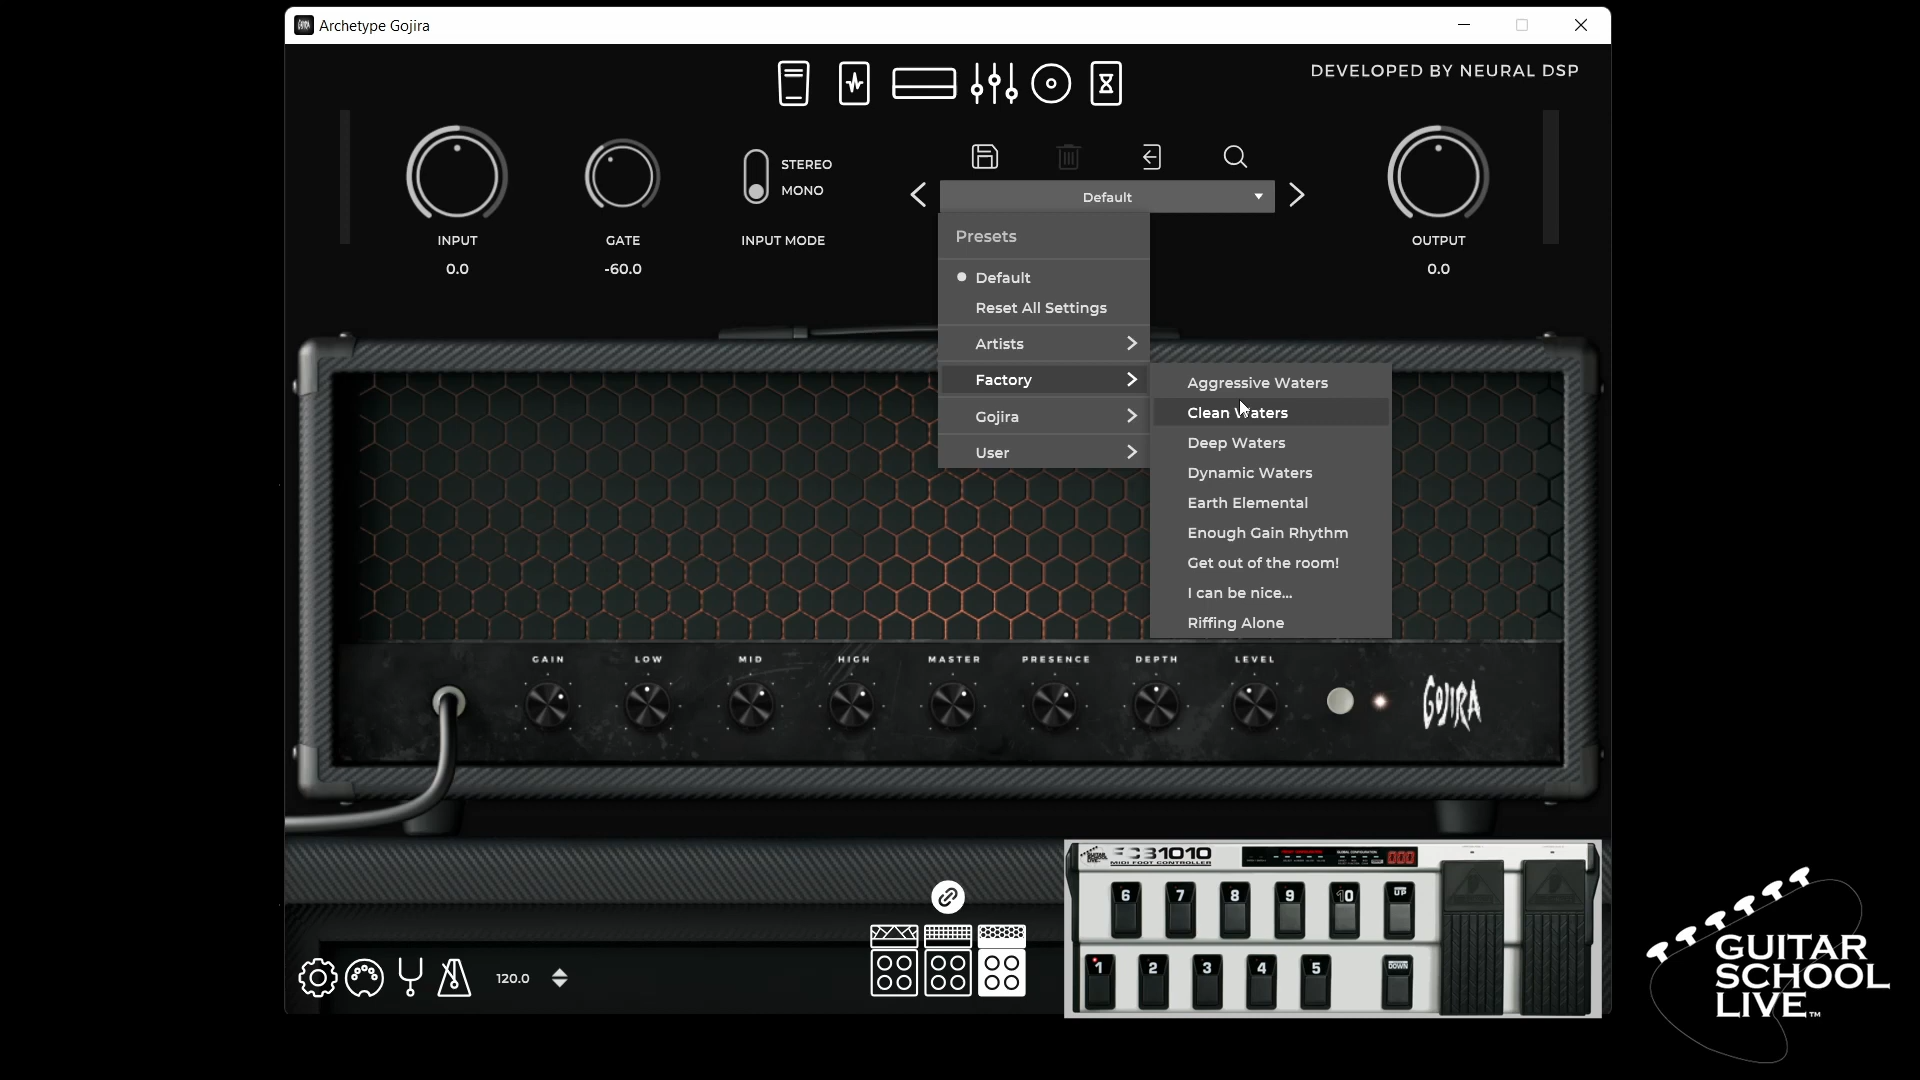 Archetype Gojira
DEVELOPED BY NEURAL DSP
STEREO
MONO
INPUT
GATE
INPUT MODE
OUTPUT
0.0
-60.0
0.0
Default
Presets
Default
Reset All Settings
Artists
Factory
Gojira
User
Aggressive Waters
Clean Waters
Deep Waters
Dynamic Waters
Earth Elemental
Enough Gain Rhythm
Get out of the room!
I can be nice...
Riffing Alone
GAIN LOW MID HIGH MASTER PRESENCE DEPTH LEVEL
GOJIRA
120.0
FCB1010
MIDI FOOT CONTROLLER
000
6 7 8 9 10 UP
1 2 3 4 5 DOWN
GUITAR
SCHOOL
LIVE™